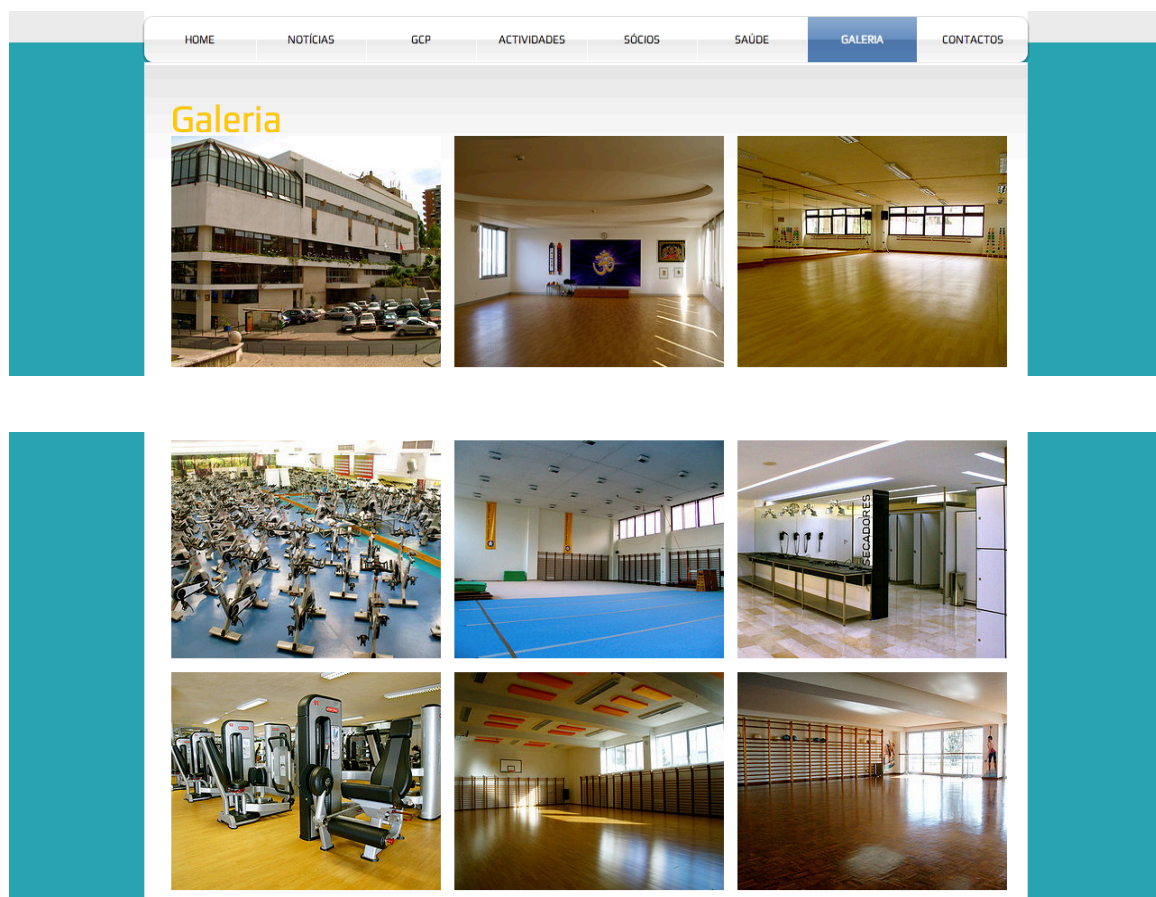 HOME
NOTÍCIAS
GCP
ACTIVIDADES
SÓCIOS
SAÚDE
GALERIA
CONTACTOS
Galeria
SECADORES